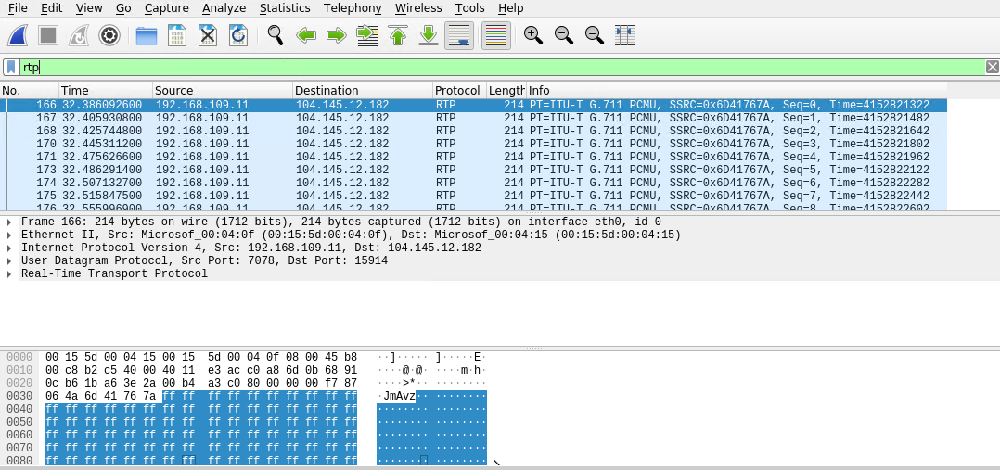 File Edit View Go Capture Analyze Statistics Telephony Wireless Tools Help
rtp
No. Time Source Destination Protocol Length Info
166 32.386092600 192.168.109.11 104.145.12.182 RTP 214 PT=ITU-T G.711 PCMU, SSRC=0x6D41767A, Seq=0, Time=4152821322
167 32.405930800 192.168.109.11 104.145.12.182 RTP 214 PT=ITU-T G.711 PCMU, SSRC=0x6D41767A, Seq=1, Time=4152821482
168 32.425744800 192.168.109.11 104.145.12.182 RTP 214 PT=ITU-T G.711 PCMU, SSRC=0x6D41767A, Seq=2, Time=4152821642
170 32.445311200 192.168.109.11 104.145.12.182 RTP 214 PT=ITU-T G.711 PCMU, SSRC=0x6D41767A, Seq=3, Time=4152821802
171 32.475626600 192.168.109.11 104.145.12.182 RTP 214 PT=ITU-T G.711 PCMU, SSRC=0x6D41767A, Seq=4, Time=4152821962
173 32.486291400 192.168.109.11 104.145.12.182 RTP 214 PT=ITU-T G.711 PCMU, SSRC=0x6D41767A, Seq=5, Time=4152822122
174 32.507132700 192.168.109.11 104.145.12.182 RTP 214 PT=ITU-T G.711 PCMU, SSRC=0x6D41767A, Seq=6, Time=4152822282
175 32.515847500 192.168.109.11 104.145.12.182 RTP 214 PT=ITU-T G.711 PCMU, SSRC=0x6D41767A, Seq=7, Time=4152822442
176 32.555996900 192.168.109.11 104.145.12.182 RTP 214 PT=ITU-T G.711 PCMU, SSRC=0x6D41767A, Seq=8, Time=4152822602
Frame 166: 214 bytes on wire (1712 bits), 214 bytes captured (1712 bits) on interface eth0, id 0
Ethernet II, Src: Microsof_00:04:0f (00:15:5d:00:04:0f), Dst: Microsof_00:04:15 (00:15:5d:00:04:15)
Internet Protocol Version 4, Src: 192.168.109.11, Dst: 104.145.12.182
User Datagram Protocol, Src Port: 7078, Dst Port: 15914
Real-Time Transport Protocol
0000 00 15 5d 00 04 15 00 15 5d 00 04 0f 08 00 45 b8 ··]····· ]·····E·
0010 00 c8 b2 c5 40 00 40 11 e3 ac c0 a8 6d 0b 68 91 ····@·@· ····m·h·
0020 0c b6 1b a6 3e 2a 00 b4 a3 c0 80 00 00 00 f7 87 ····>*·· ········
0030 06 4a 6d 41 76 7a ff ff ff ff ff ff ff ff ff ff ·JmAvz·· ········
0040 ff ff ff ff ff ff ff ff ff ff ff ff ff ff ff ff ········ ········
0050 ff ff ff ff ff ff ff ff ff ff ff ff ff ff ff ff ········ ········
0060 ff ff ff ff ff ff ff ff ff ff ff ff ff ff ff ff ········ ········
0070 ff ff ff ff ff ff ff ff ff ff ff ff ff ff ff ff ········ ········
0080 ff ff ff ff ff ff ff ff ff ff ff ff ff ff ff ff ········ ········